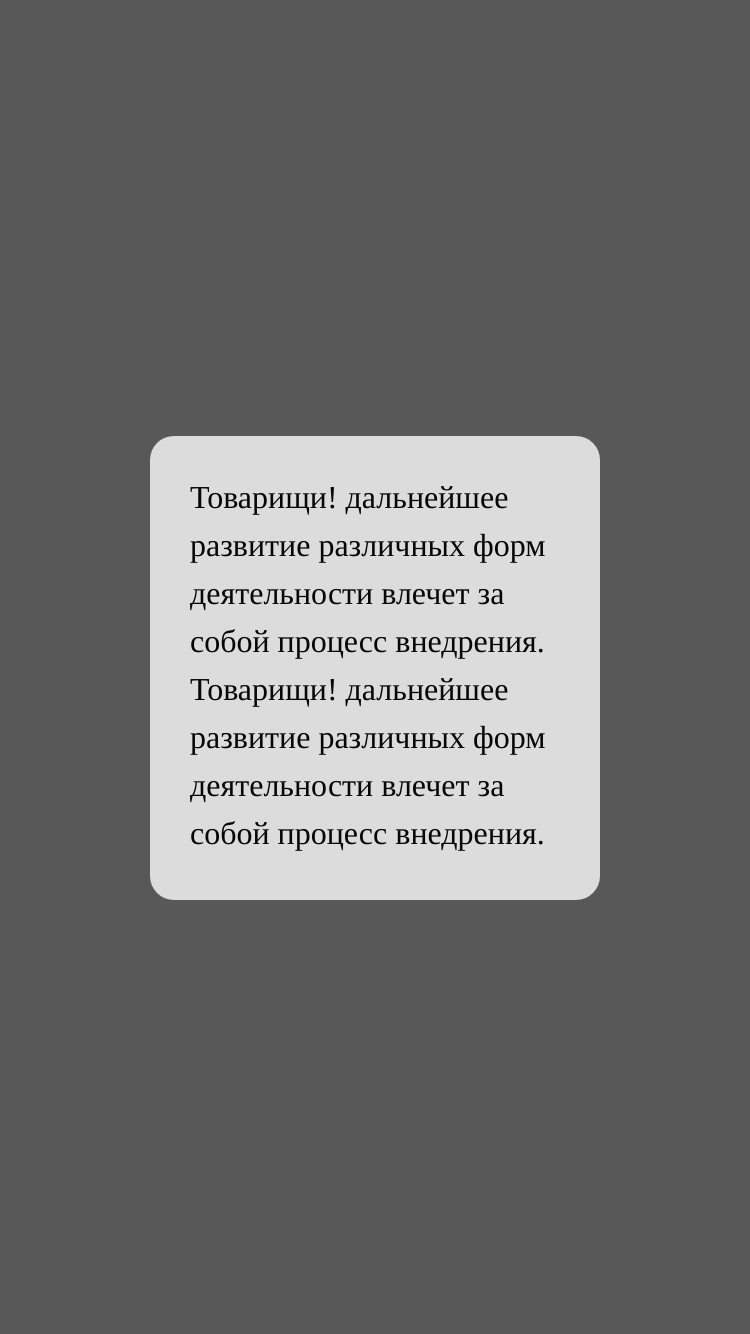 Товарищи! дальнейшее
развитие различных форм
деятельности влечет за
собой процесс внедрения.
Товарищи! дальнейшее
развитие различных форм
деятельности влечет за
собой процесс внедрения.